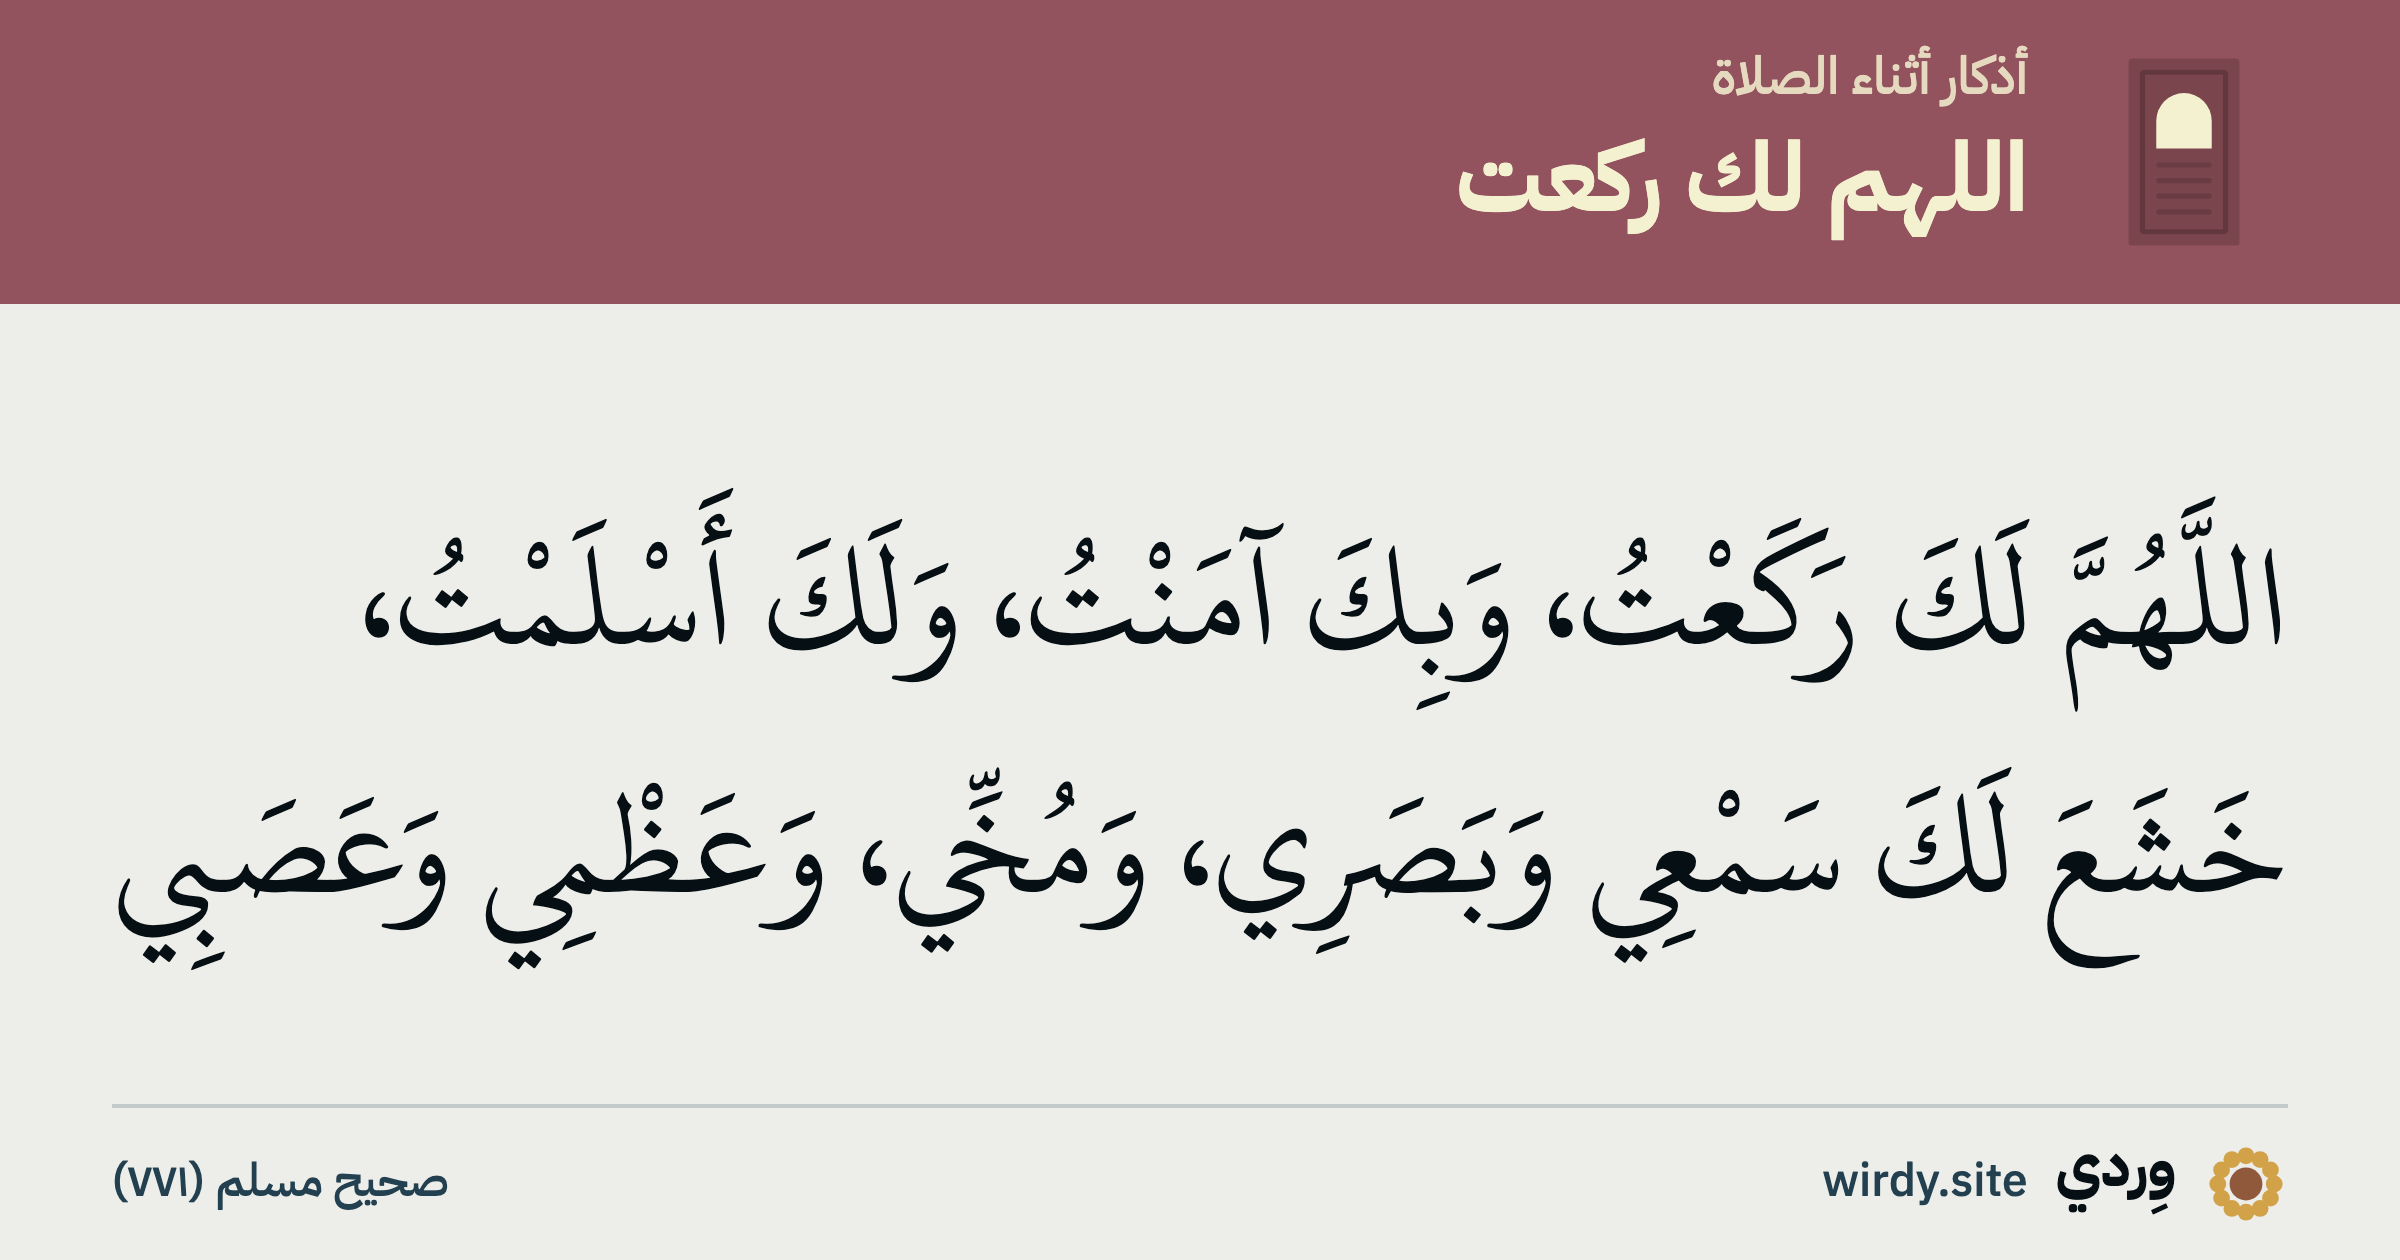 أذكار أثناء الصلاة
اللهم لك ركعت
اللَّهُمَّ لَكَ رَكَعْتُ، وَبِكَ آمَنْتُ، وَلَكَ أَسْلَمْتُ،
خَشَعَ لَكَ سَمْعِي وَبَصَرِي، وَمُخِّي، وَعَظْمِي وَعَصَبِي
وِردي wirdy.site
صحيح مسلم (٧٧١)